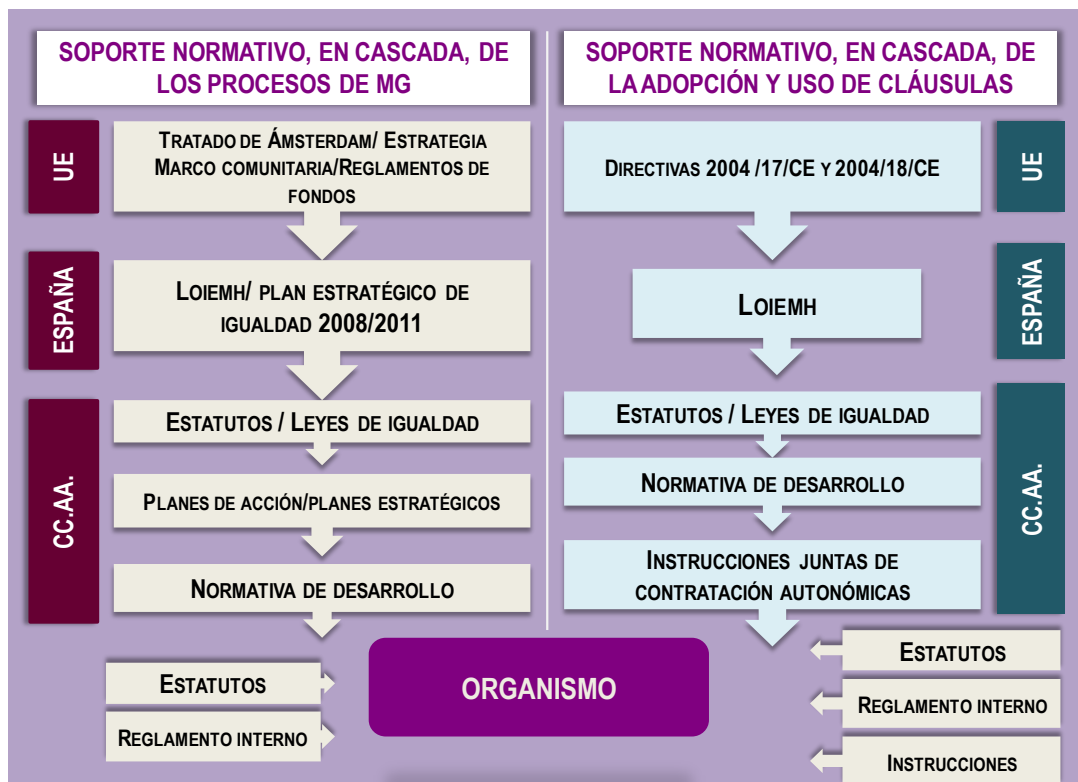 SOPORTE NORMATIVO, EN CASCADA, DE
LOS PROCESOS DE MG
UE
TRATADO DE ÁMSTERDAM/ ESTRATEGIA
MARCO COMUNITARIA/REGLAMENTOS DE
FONDOS
ESPAÑA
LOIEMH/ PLAN ESTRATÉGICO DE
IGUALDAD 2008/2011
CC.AA.
ESTATUTOS / LEYES DE IGUALDAD
PLANES DE ACCIÓN/PLANES ESTRATÉGICOS
NORMATIVA DE DESARROLLO
ESTATUTOS
REGLAMENTO INTERNO
SOPORTE NORMATIVO, EN CASCADA, DE
LA ADOPCIÓN Y USO DE CLÁUSULAS
DIRECTIVAS 2004 /17/CE Y 2004/18/CE
UE
LOIEMH
ESPAÑA
ESTATUTOS / LEYES DE IGUALDAD
NORMATIVA DE DESARROLLO
INSTRUCCIONES JUNTAS DE
CONTRATACIÓN AUTONÓMICAS
CC.AA.
ORGANISMO
ESTATUTOS
REGLAMENTO INTERNO
INSTRUCCIONES